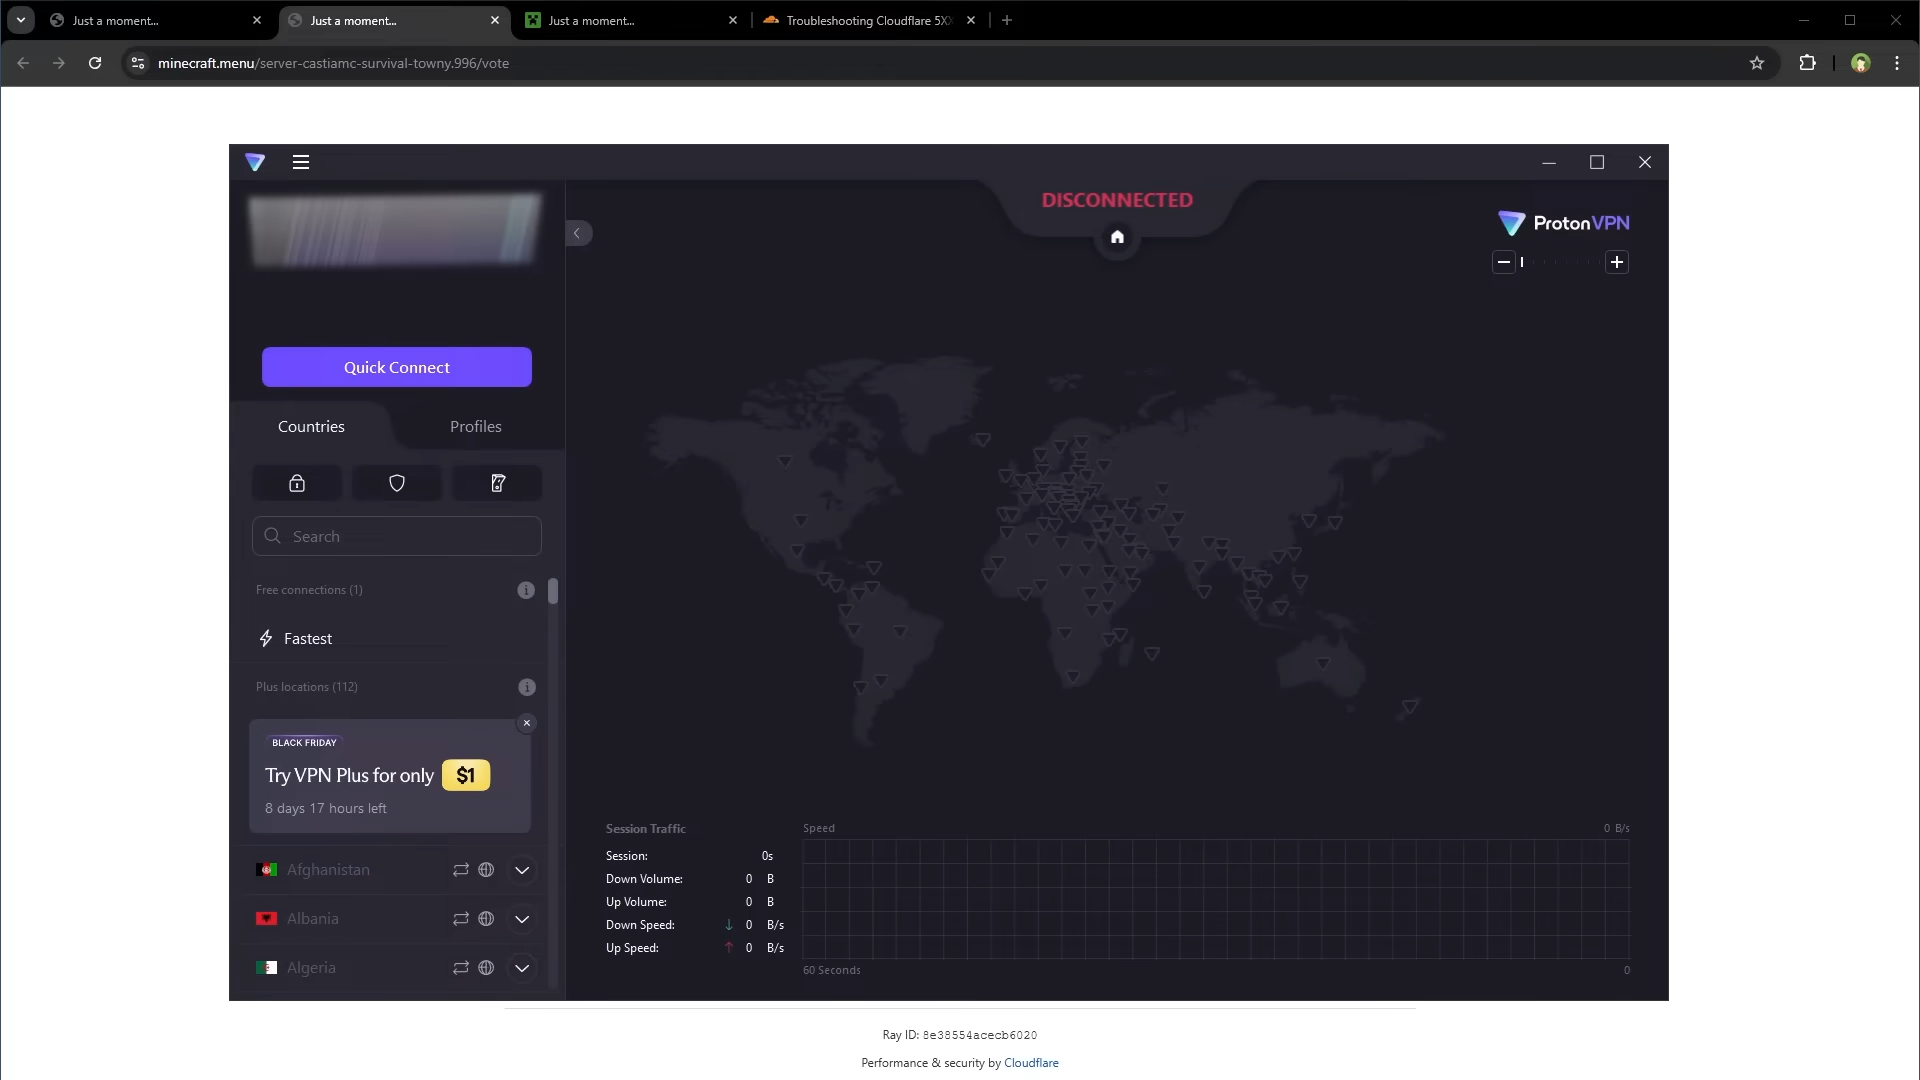 Just a moment...
Just a moment...
Just a moment...
Troubleshooting Cloudflare 5XX
minecraft.menu/server-castiamc-survival-towny.996/vote
DISCONNECTED
ProtonVPN
Quick Connect
Countries
Profiles
Search
Free connections (1)
Fastest
Plus locations (112)
BLACK FRIDAY
Try VPN Plus for only $1
8 days 17 hours left
Afghanistan
Albania
Algeria
Session Traffic
Session: 0s
Down Volume: 0 B
Up Volume: 0 B
Down Speed: ↓ 0 B/s
Up Speed: ↑ 0 B/s
Speed
0 B/s
60 Seconds
0
Ray ID: 8e38554acecb6020
Performance & security by Cloudflare